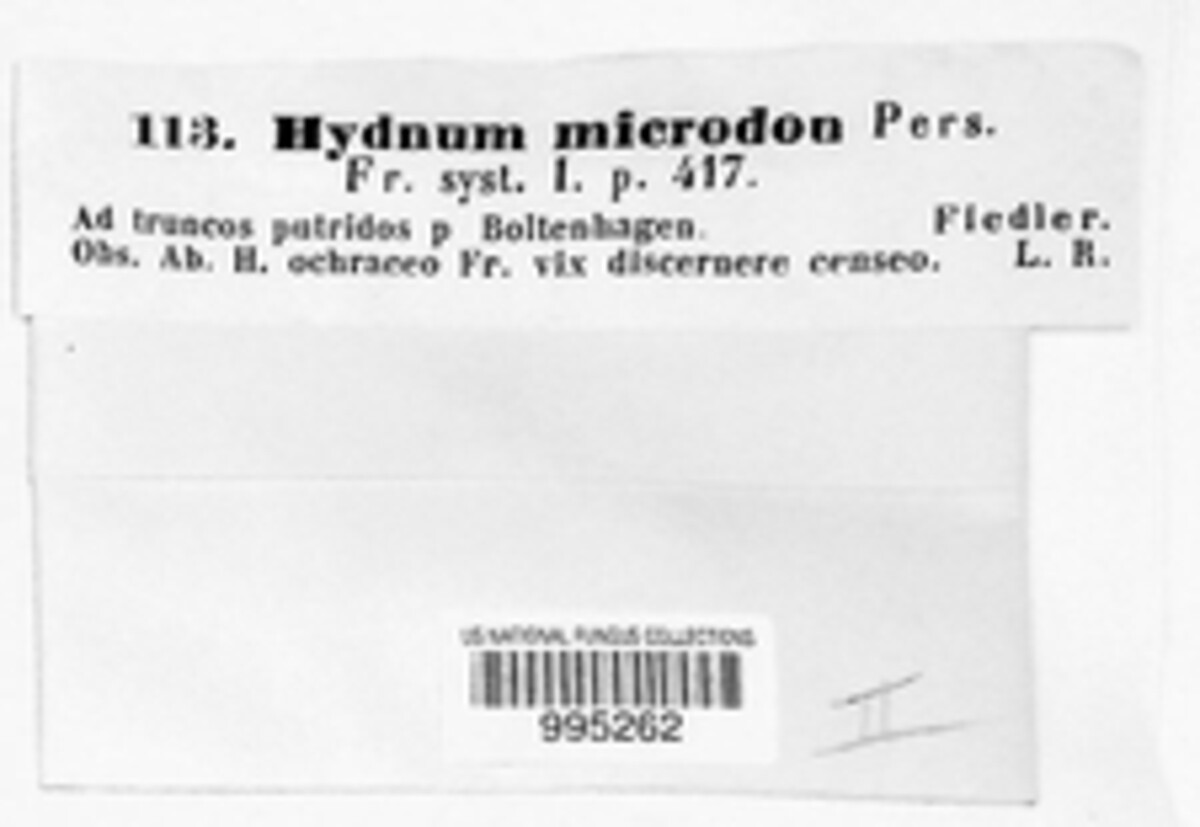 113. Hydnum microdon Pers.
Fr. syst. I. p. 417.
Ad truncos putridos p Boltenhagen. Fiedler.
Obs. Ab. H. ochraceo Fr. vix discernere censeo. L. R.
US NATIONAL FUNGUS COLLECTIONS
995262
II